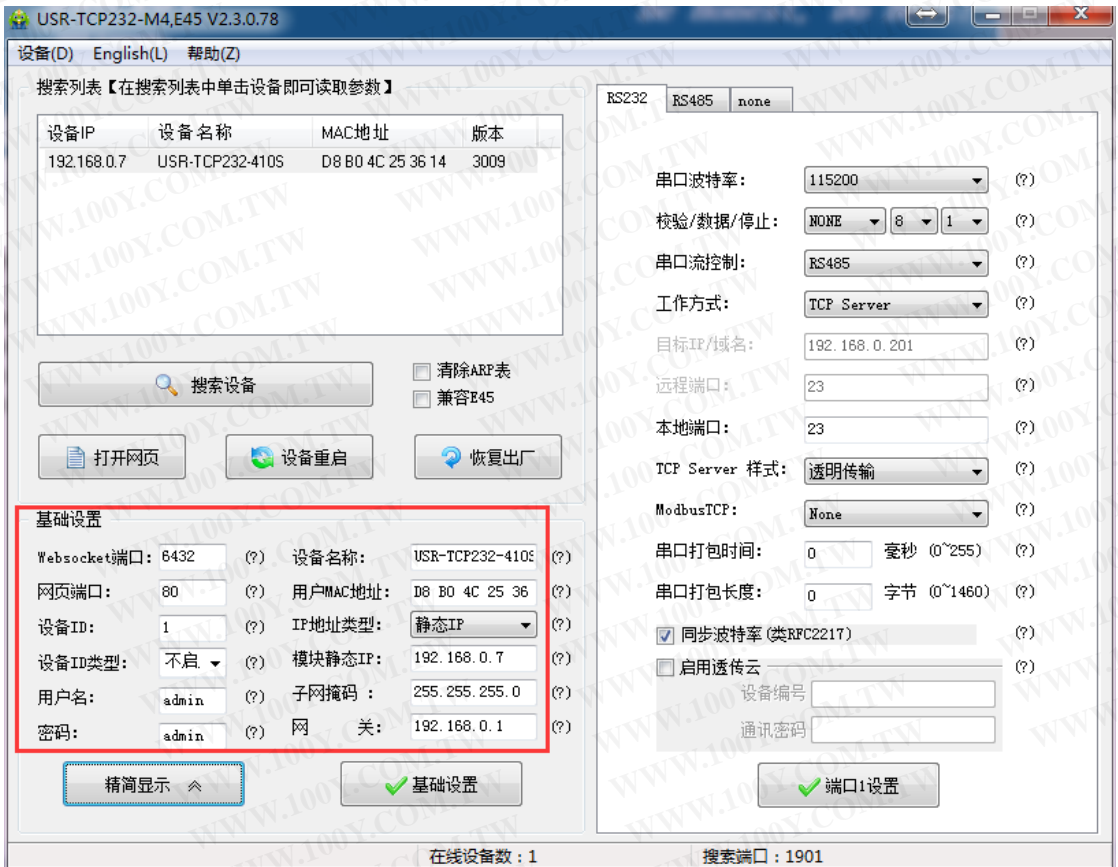 USR-TCP232-M4,E45 V2.3.0.78
设备(D) English(L) 帮助(Z)
搜索列表【在搜索列表中单击设备即可读取参数】
设备IP 设备名称 MAC地址 版本
192.168.0.7 USR-TCP232-410S D8 B0 4C 25 36 14 3009
搜索设备
清除ARP表
兼容E45
打开网页 设备重启 恢复出厂
基础设置
Websocket端口: 6432 (?) 设备名称: USR-TCP232-410S (?)
网页端口: 80 (?) 用户MAC地址: D8 B0 4C 25 36 (?)
设备ID: 1 (?) IP地址类型: 静态IP (?)
设备ID类型: 不启. (?) 模块静态IP: 192.168.0.7 (?)
用户名: admin (?) 子网掩码 : 255.255.255.0 (?)
密码: admin (?) 网 关: 192.168.0.1 (?)
精简显示 基础设置
RS232 RS485 none
串口波特率: 115200 (?)
校验/数据/停止: NONE 8 1 (?)
串口流控制: RS485 (?)
工作方式: TCP Server (?)
目标IP/域名: 192.168.0.201 (?)
远程端口: 23 (?)
本地端口: 23 (?)
TCP Server 样式: 透明传输 (?)
ModbusTCP: None (?)
串口打包时间: 0 毫秒 (0~255) (?)
串口打包长度: 0 字节 (0~1460) (?)
同步波特率(类RFC2217) (?)
启用透传云 (?)
设备编号
通讯密码
端口1设置
在线设备数：1 搜索端口：1901
WWW.100Y.COM.TW